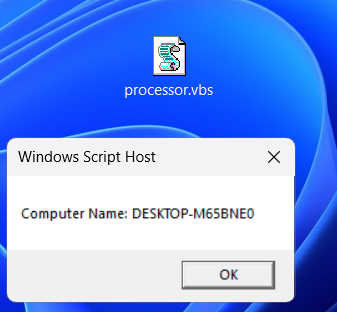 processor.vbs
Windows Script Host
Computer Name: DESKTOP-M65BNE0
OK